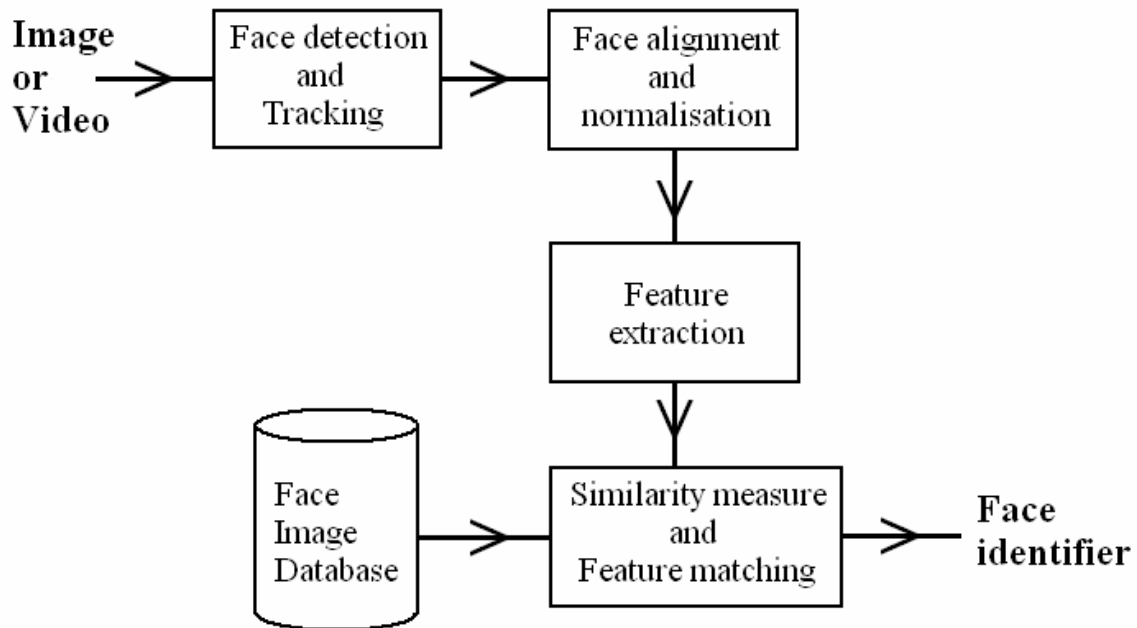 Image
or
Video
Face detection
and
Tracking
Face alignment
and
normalisation
Feature
extraction
Face
Image
Database
Similarity measure
and
Feature matching
Face
identifier